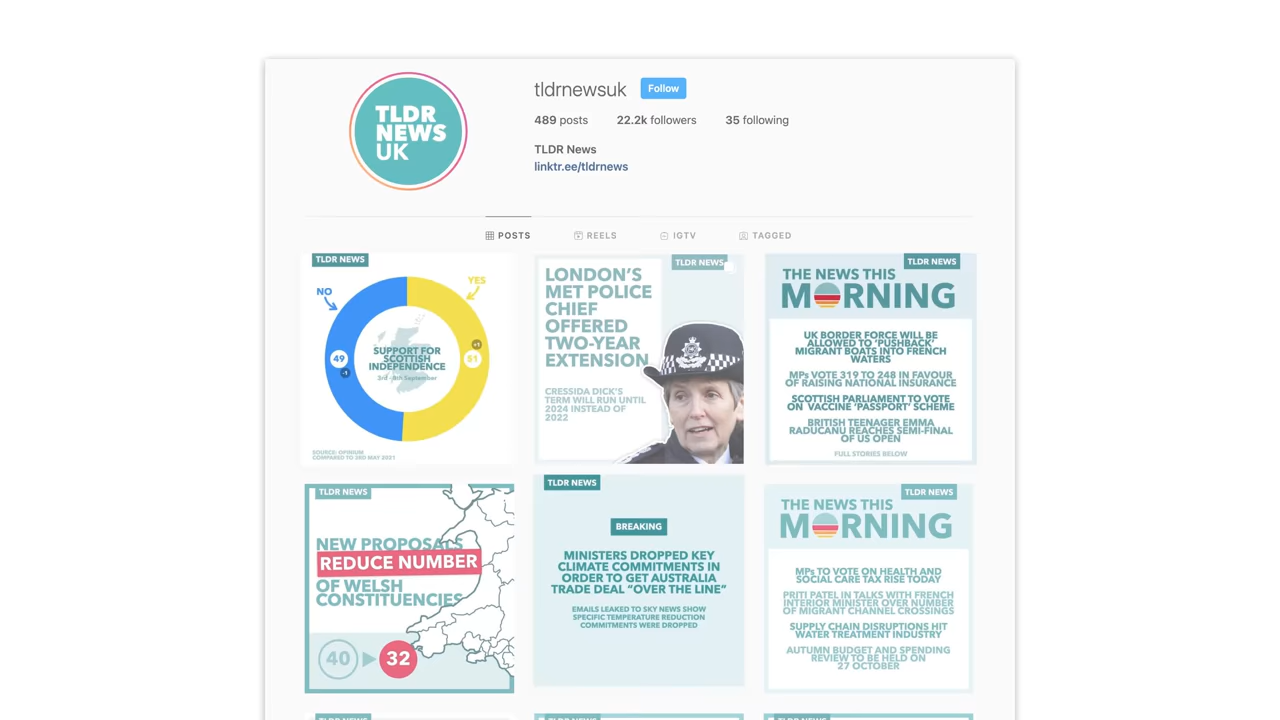 TLDR
NEWS
UK
tldrnewsuk Follow
489 posts 22.2k followers 35 following
TLDR News
linktr.ee/tldrnews
POSTS REELS IGTV TAGGED
TLDR NEWS
NO
YES
49
-1
SUPPORT FOR
SCOTTISH
INDEPENDENCE
+1
51
SOURCE: OPINIUM
COMPARED TO 3RD MAY 2021
TLDR NEWS
LONDON'S
MET POLICE
CHIEF
OFFERED
TWO-YEAR
EXTENSION
CRESSIDA DICK'S
TERM WILL RUN UNTIL
2024 INSTEAD OF
2022
TLDR NEWS
THE NEWS THIS
MORNING
UK BORDER FORCE WILL BE
ALLOWED TO 'PUSHBACK'
MIGRANT BOATS INTO FRENCH
WATERS
MPs VOTE 319 TO 248 IN FAVOUR
OF RAISING NATIONAL INSURANCE
SCOTTISH PARLIAMENT TO VOTE
ON VACCINE 'PASSPORT' SCHEME
BRITISH TEENAGER EMMA
RADUCANU REACHES SEMI-FINAL
OF US OPEN
FULL STORIES BELOW
TLDR NEWS
NEW PROPOSALS
REDUCE NUMBER
OF WELSH
CONSTITUENCIES
40 32
TLDR NEWS
BREAKING
MINISTERS DROPPED KEY
CLIMATE COMMITMENTS IN
ORDER TO GET AUSTRALIA
TRADE DEAL "OVER THE LINE"
EMAILS LEAKED TO SKY NEWS SHOW
SPECIFIC TEMPERATURE REDUCTION
COMMITMENTS WERE DROPPED
TLDR NEWS
THE NEWS THIS
MORNING
MPs TO VOTE ON HEALTH AND
SOCIAL CARE TAX RISE TODAY
PRITI PATEL IN TALKS WITH FRENCH
INTERIOR MINISTER OVER NUMBER
OF MIGRANT CHANNEL CROSSINGS
SUPPLY CHAIN DISRUPTIONS HIT
WATER TREATMENT INDUSTRY
AUTUMN BUDGET AND SPENDING
REVIEW TO BE HELD ON
27 OCTOBER